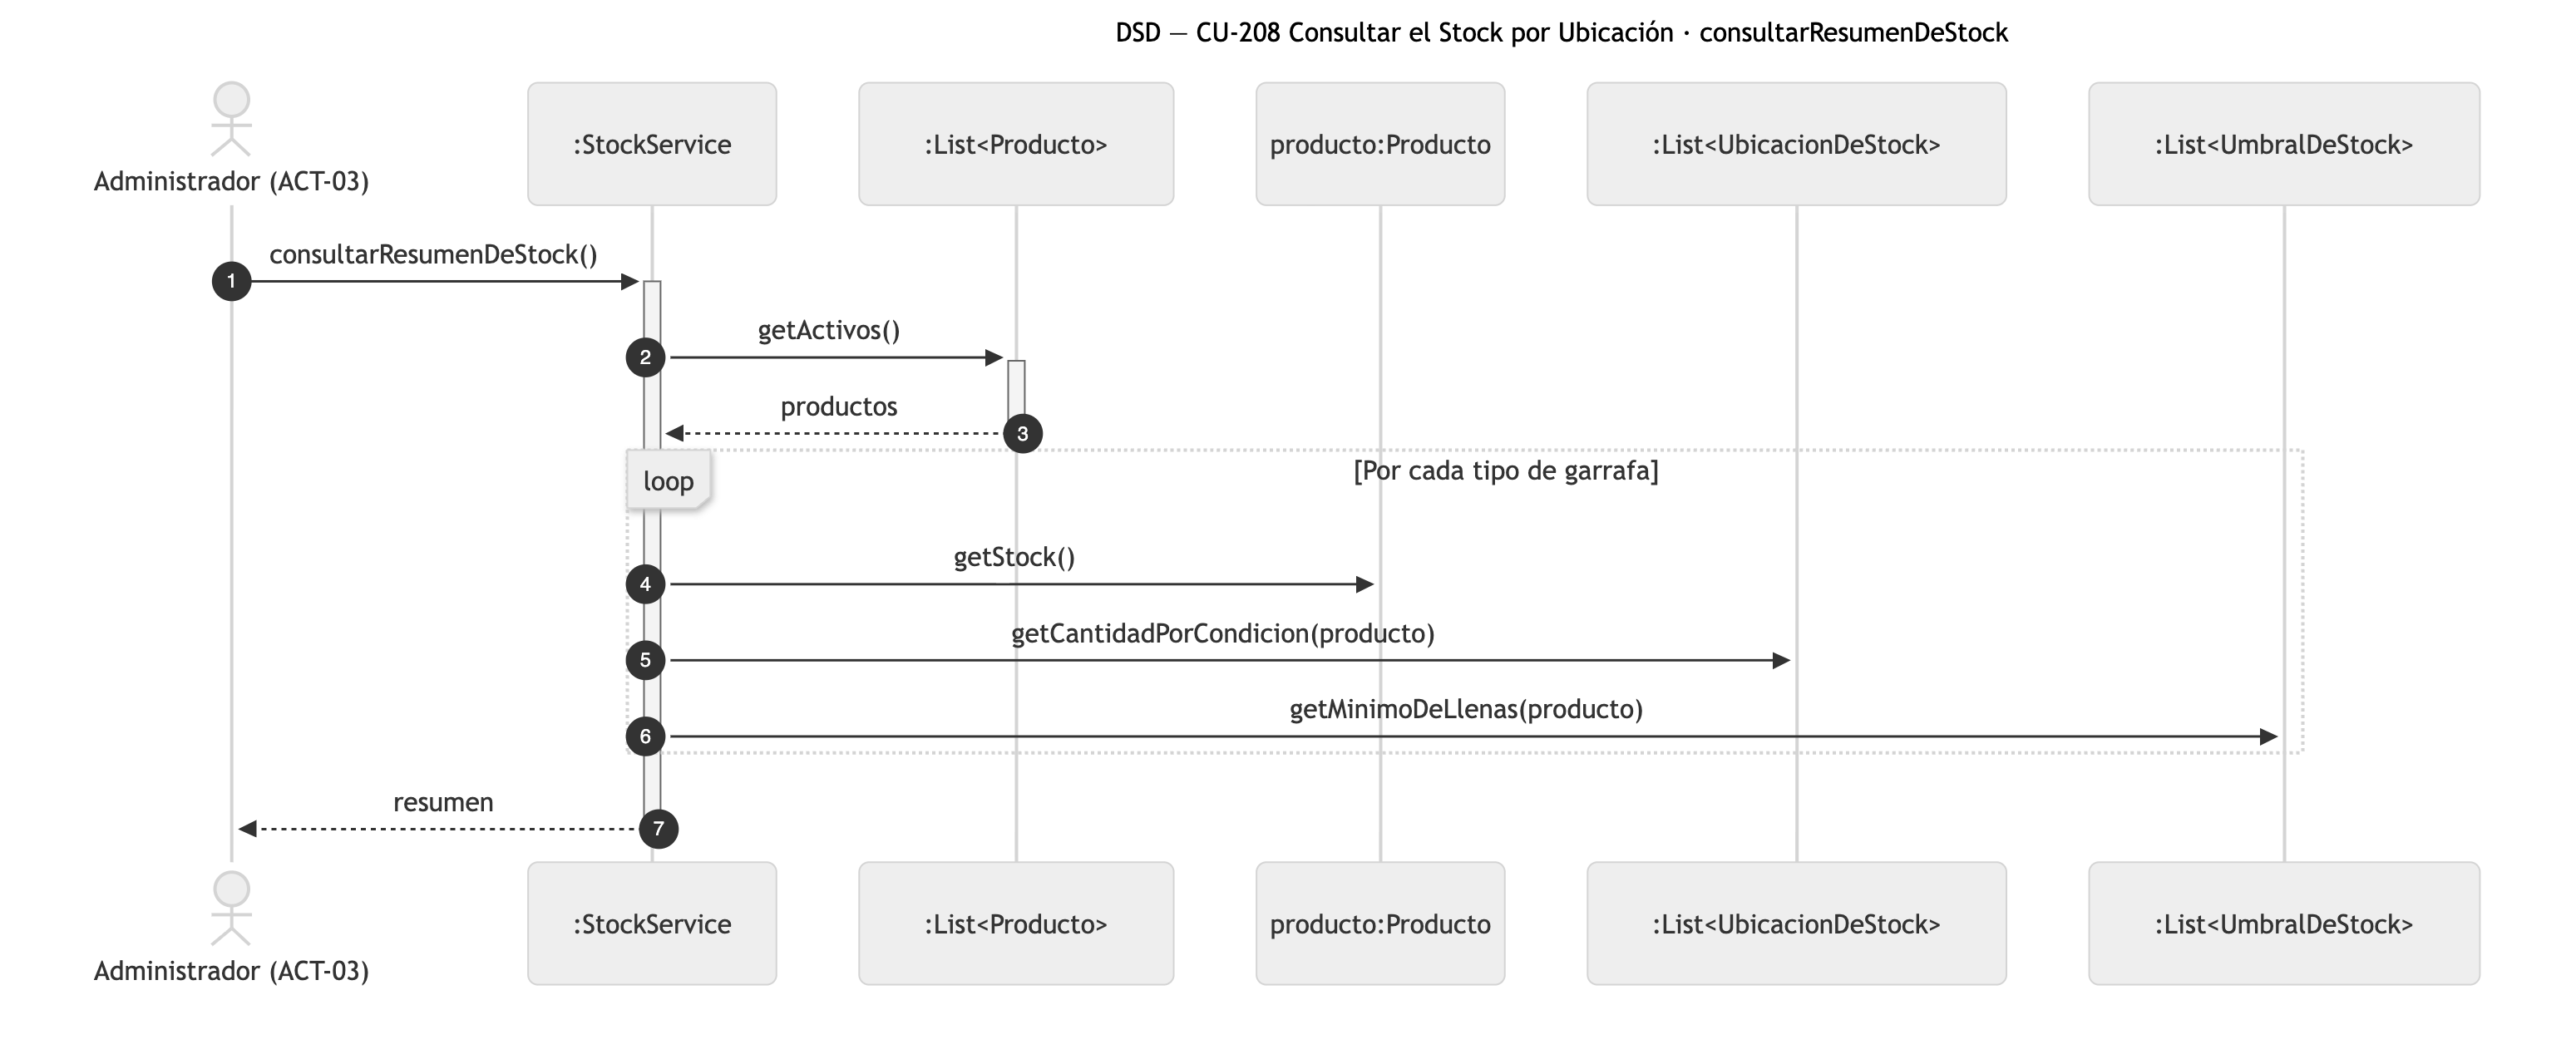 DSD — CU-208 Consultar el Stock por Ubicación · consultarResumenDeStock
Administrador (ACT-03)
:StockService
:List<Producto>
producto:Producto
:List<UbicacionDeStock>
:List<UmbralDeStock>
consultarResumenDeStock()
1
getActivos()
2
productos
3
loop
[Por cada tipo de garrafa]
getStock()
4
getCantidadPorCondicion(producto)
5
getMinimoDeLlenas(producto)
6
resumen
7
Administrador (ACT-03)
:StockService
:List<Producto>
producto:Producto
:List<UbicacionDeStock>
:List<UmbralDeStock>